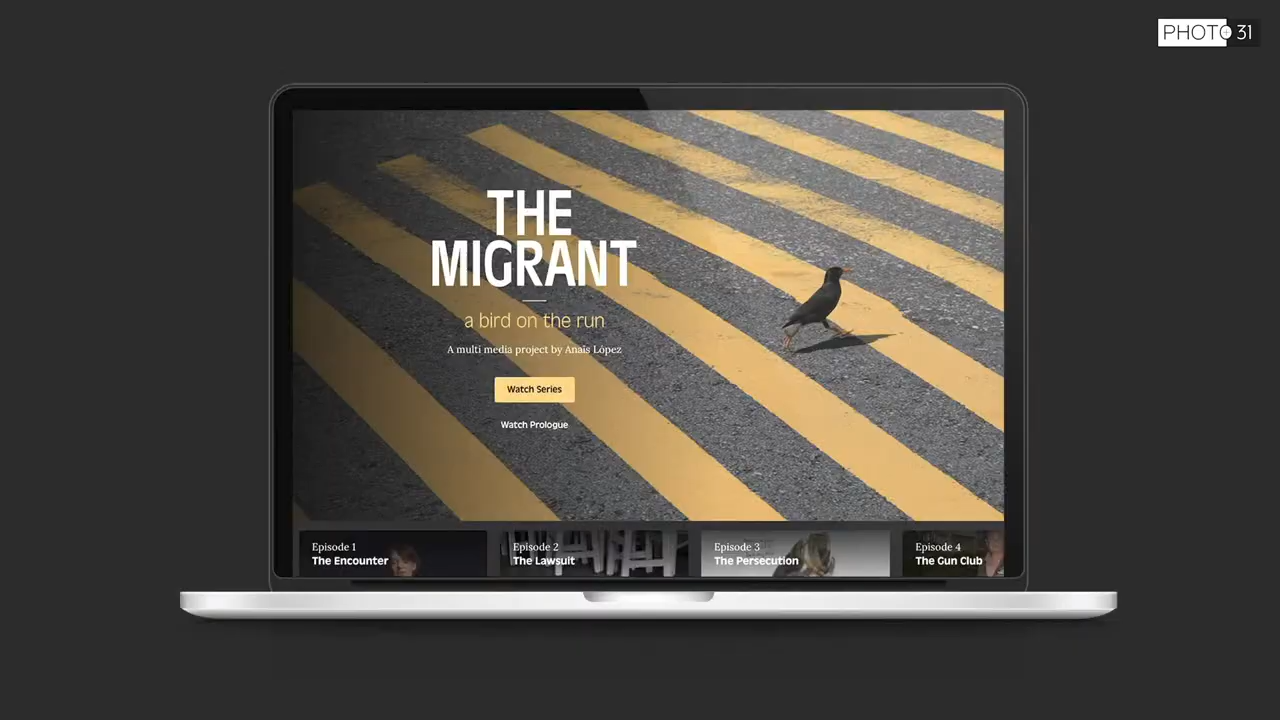 PHOTO 31
THE
MIGRANT
a bird on the run
A multi media project by Anaïs López
Watch Series
Watch Prologue
Episode 1
The Encounter
Episode 2
The Lawsuit
Episode 3
The Persecution
Episode 4
The Gun Club